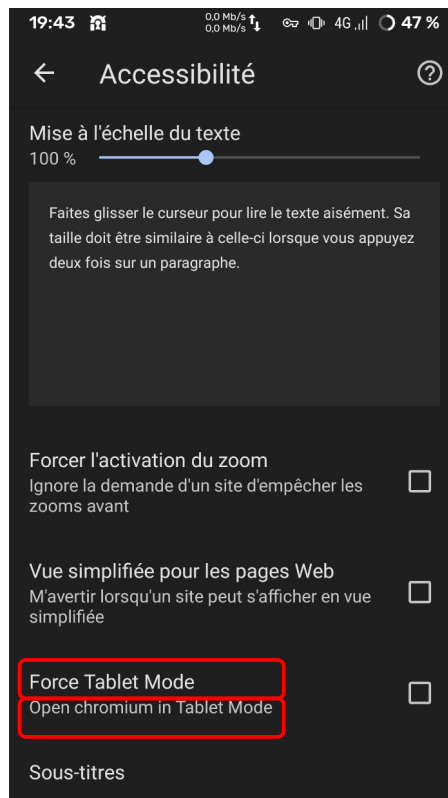 19:43 0,0 Mb/s 4G 47 %
0,0 Mb/s
Accessibilité
Mise à l'échelle du texte
100 %
Faites glisser le curseur pour lire le texte aisément. Sa
taille doit être similaire à celle-ci lorsque vous appuyez
deux fois sur un paragraphe.
Forcer l'activation du zoom
Ignore la demande d'un site d'empêcher les
zooms avant
Vue simplifiée pour les pages Web
M'avertir lorsqu'un site peut s'afficher en vue
simplifiée
Force Tablet Mode
Open chromium in Tablet Mode
Sous-titres